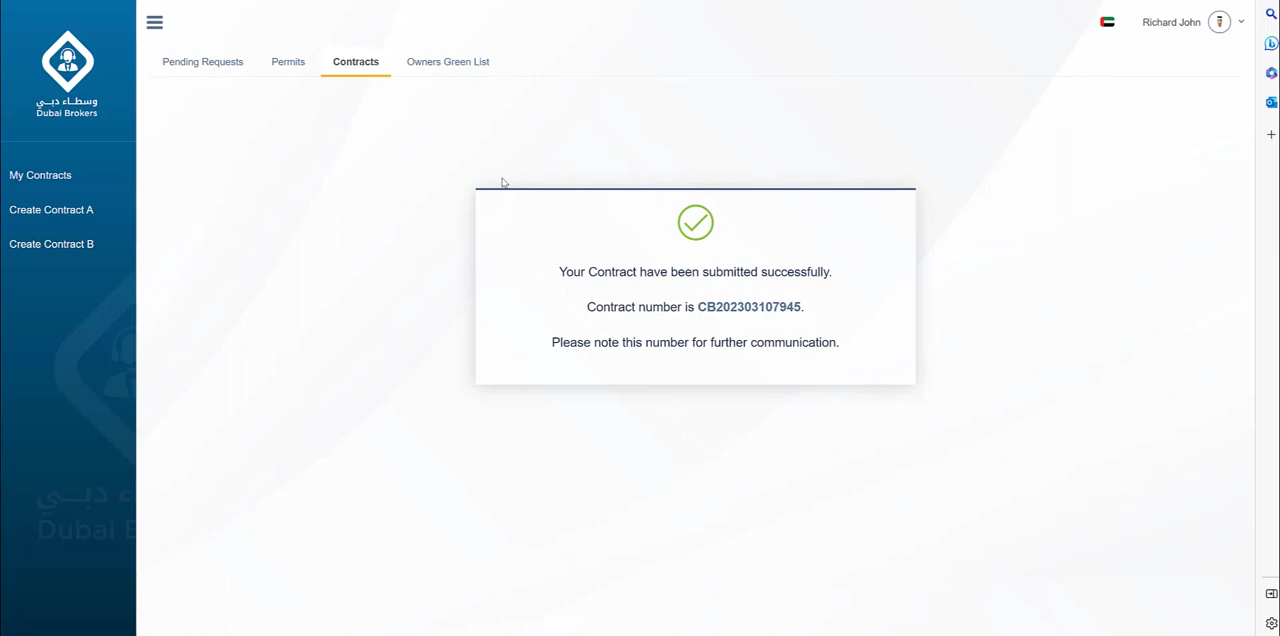 وسطاء دبي
Dubai Brokers
Richard John
Pending Requests
Permits
Contracts
Owners Green List
My Contracts
Create Contract A
Create Contract B
Your Contract have been submitted successfully.
Contract number is CB202303107945.
Please note this number for further communication.
Dubai